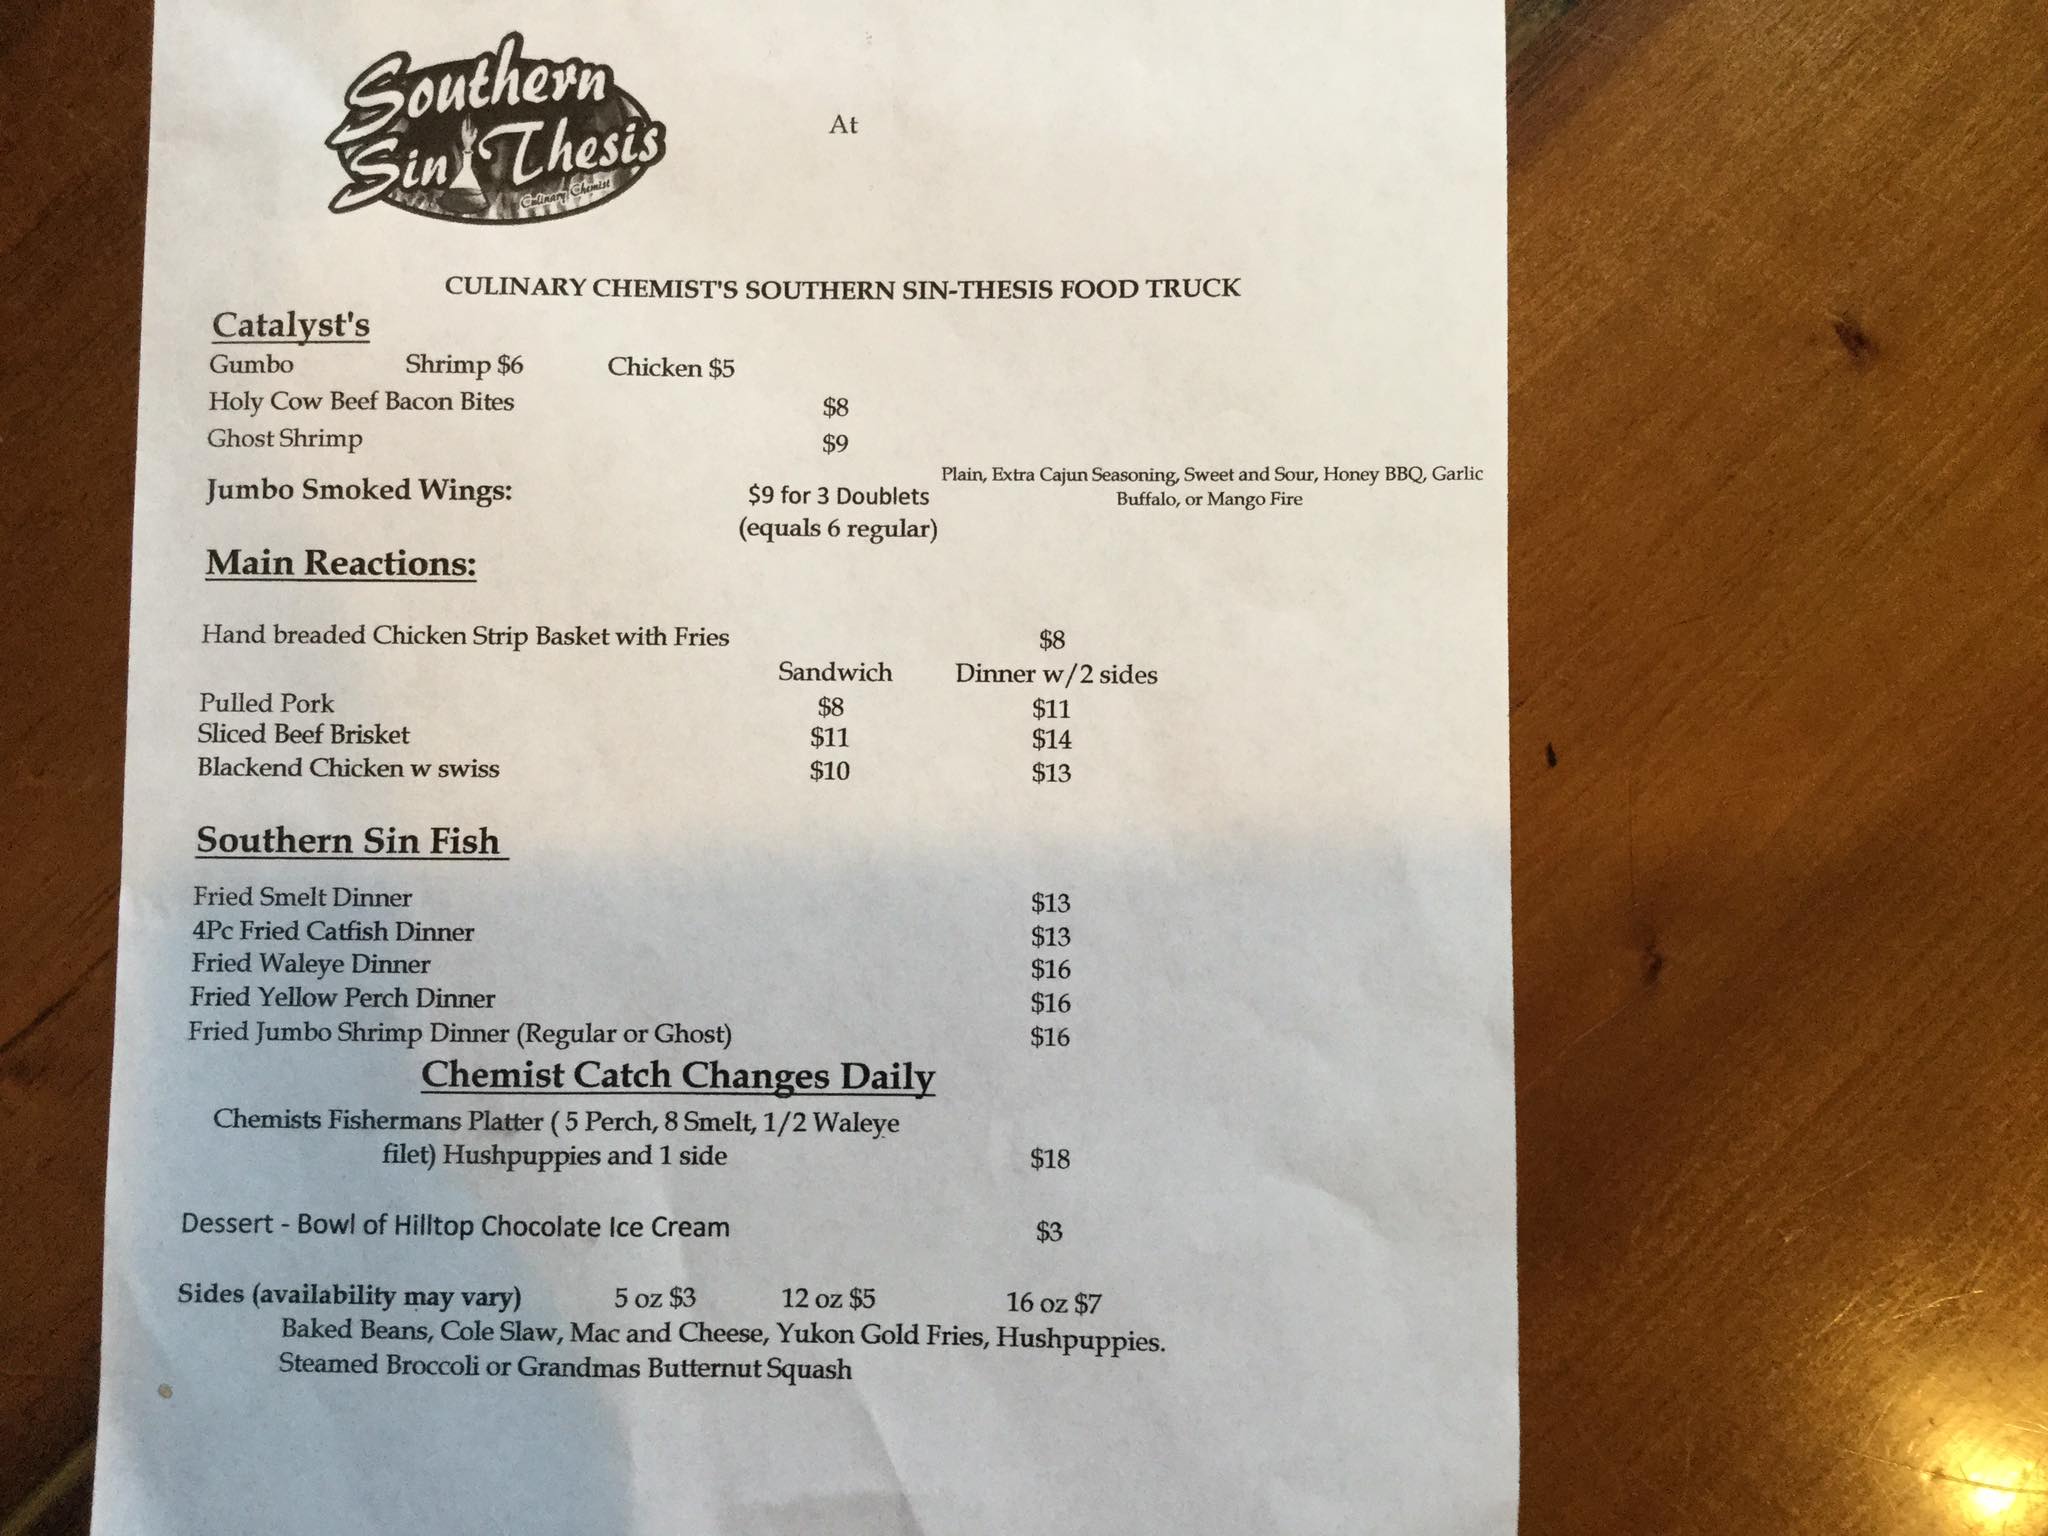 Southern
Sin Thesis
Culinary Chemist
At
CULINARY CHEMIST'S SOUTHERN SIN-THESIS FOOD TRUCK
Catalyst's
Gumbo Shrimp $6 Chicken $5
Holy Cow Beef Bacon Bites $8
Ghost Shrimp $9
Jumbo Smoked Wings: $9 for 3 Doublets (equals 6 regular) Plain, Extra Cajun Seasoning, Sweet and Sour, Honey BBQ, Garlic Buffalo, or Mango Fire
Main Reactions:
Hand breaded Chicken Strip Basket with Fries $8
Sandwich Dinner w/2 sides
Pulled Pork $8 $11
Sliced Beef Brisket $11 $14
Blackend Chicken w swiss $10 $13
Southern Sin Fish
Fried Smelt Dinner $13
4Pc Fried Catfish Dinner $13
Fried Waleye Dinner $16
Fried Yellow Perch Dinner $16
Fried Jumbo Shrimp Dinner (Regular or Ghost) $16
Chemist Catch Changes Daily
Chemists Fishermans Platter ( 5 Perch, 8 Smelt, 1/2 Waleye
filet) Hushpuppies and 1 side $18
Dessert - Bowl of Hilltop Chocolate Ice Cream $3
Sides (availability may vary) 5 oz $3 12 oz $5 16 oz $7
Baked Beans, Cole Slaw, Mac and Cheese, Yukon Gold Fries, Hushpuppies.
Steamed Broccoli or Grandmas Butternut Squash